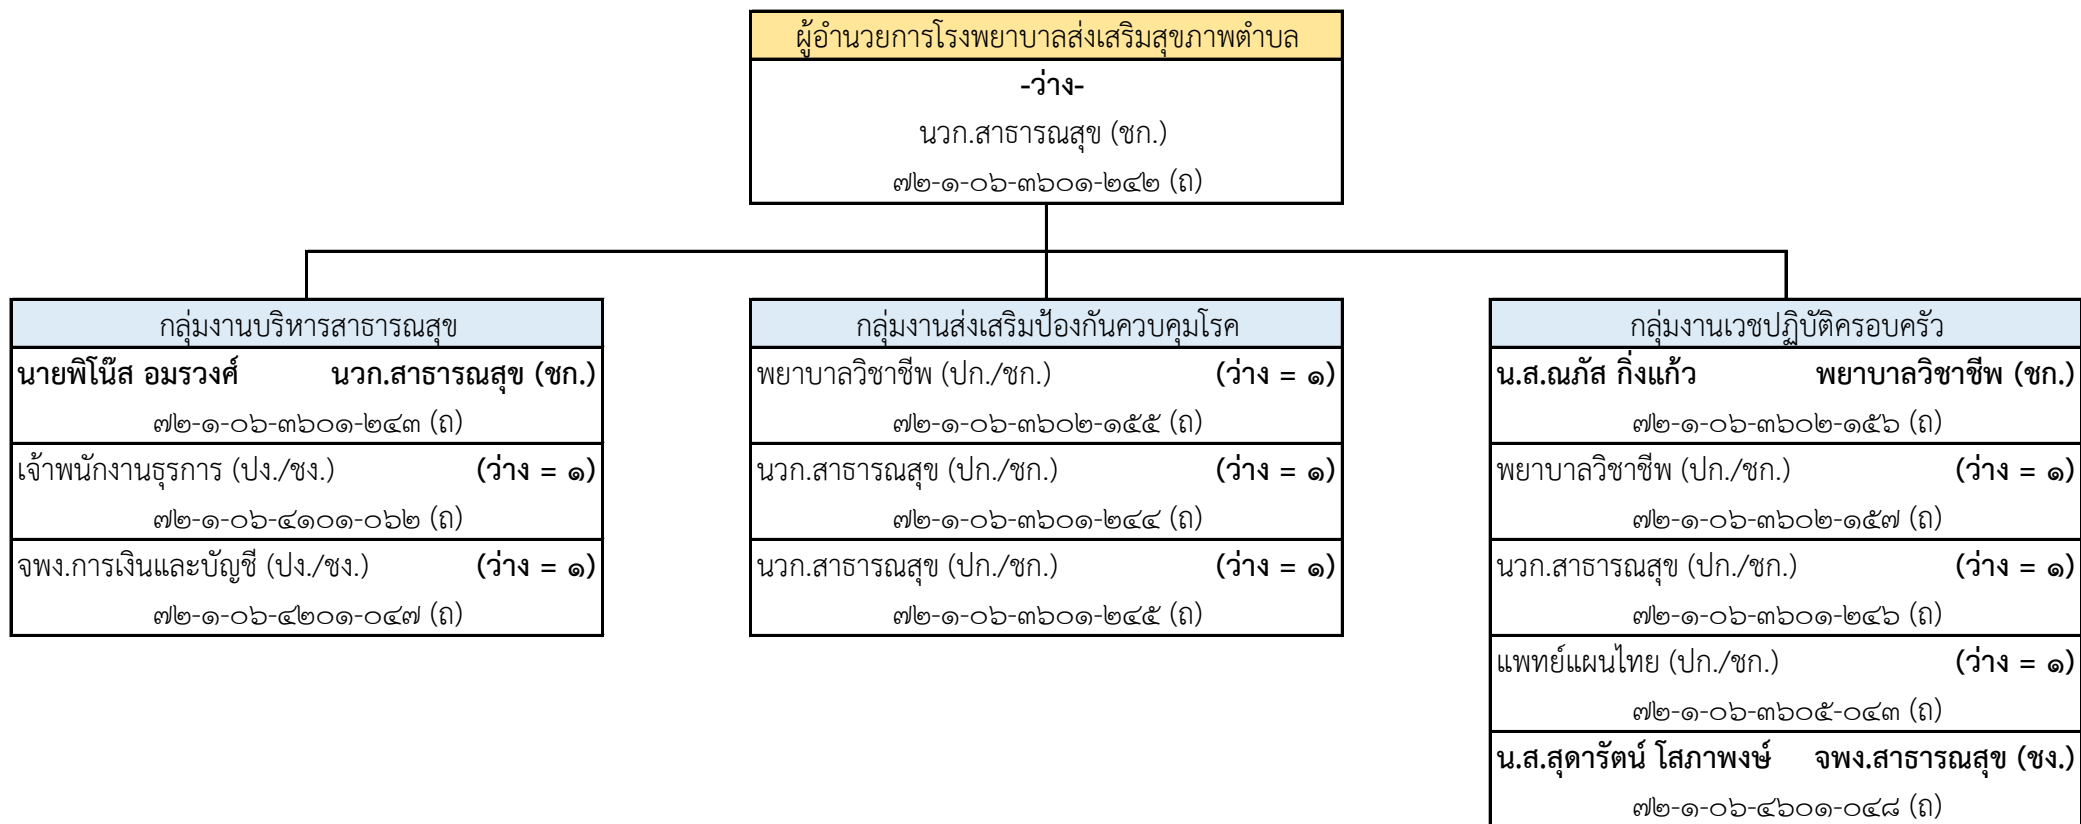 ผู้อำนวยการโรงพยาบาลส่งเสริมสุขภาพตำบล
-ว่าง-
นวก.สาธารณสุข (ชก.)
๗๒-๑-๐๖-๓๖๐๑-๒๔๒ (ถ)
กลุ่มงานบริหารสาธารณสุข
นายพิโน๊ส อมรวงศ์ นวก.สาธารณสุข (ชก.)
๗๒-๑-๐๖-๓๖๐๑-๒๔๓ (ถ)
เจ้าพนักงานธุรการ (ปง./ชง.) (ว่าง = ๑)
๗๒-๑-๐๖-๔๑๐๑-๐๖๒ (ถ)
จพง.การเงินและบัญชี (ปง./ชง.) (ว่าง = ๑)
๗๒-๑-๐๖-๔๒๐๑-๐๔๗ (ถ)
กลุ่มงานส่งเสริมป้องกันควบคุมโรค
พยาบาลวิชาชีพ (ปก./ชก.) (ว่าง = ๑)
๗๒-๑-๐๖-๓๖๐๒-๑๕๕ (ถ)
นวก.สาธารณสุข (ปก./ชก.) (ว่าง = ๑)
๗๒-๑-๐๖-๓๖๐๑-๒๔๔ (ถ)
นวก.สาธารณสุข (ปก./ชก.) (ว่าง = ๑)
๗๒-๑-๐๖-๓๖๐๑-๒๔๕ (ถ)
กลุ่มงานเวชปฏิบัติครอบครัว
น.ส.ณภัส กิ่งแก้ว พยาบาลวิชาชีพ (ชก.)
๗๒-๑-๐๖-๓๖๐๒-๑๕๖ (ถ)
พยาบาลวิชาชีพ (ปก./ชก.) (ว่าง = ๑)
๗๒-๑-๐๖-๓๖๐๒-๑๕๗ (ถ)
นวก.สาธารณสุข (ปก./ชก.) (ว่าง = ๑)
๗๒-๑-๐๖-๓๖๐๑-๒๔๖ (ถ)
แพทย์แผนไทย (ปก./ชก.) (ว่าง = ๑)
๗๒-๑-๐๖-๓๖๐๕-๐๔๓ (ถ)
น.ส.สุดารัตน์ โสภาพงษ์ จพง.สาธารณสุข (ชง.)
๗๒-๑-๐๖-๔๖๐๑-๐๔๘ (ถ)